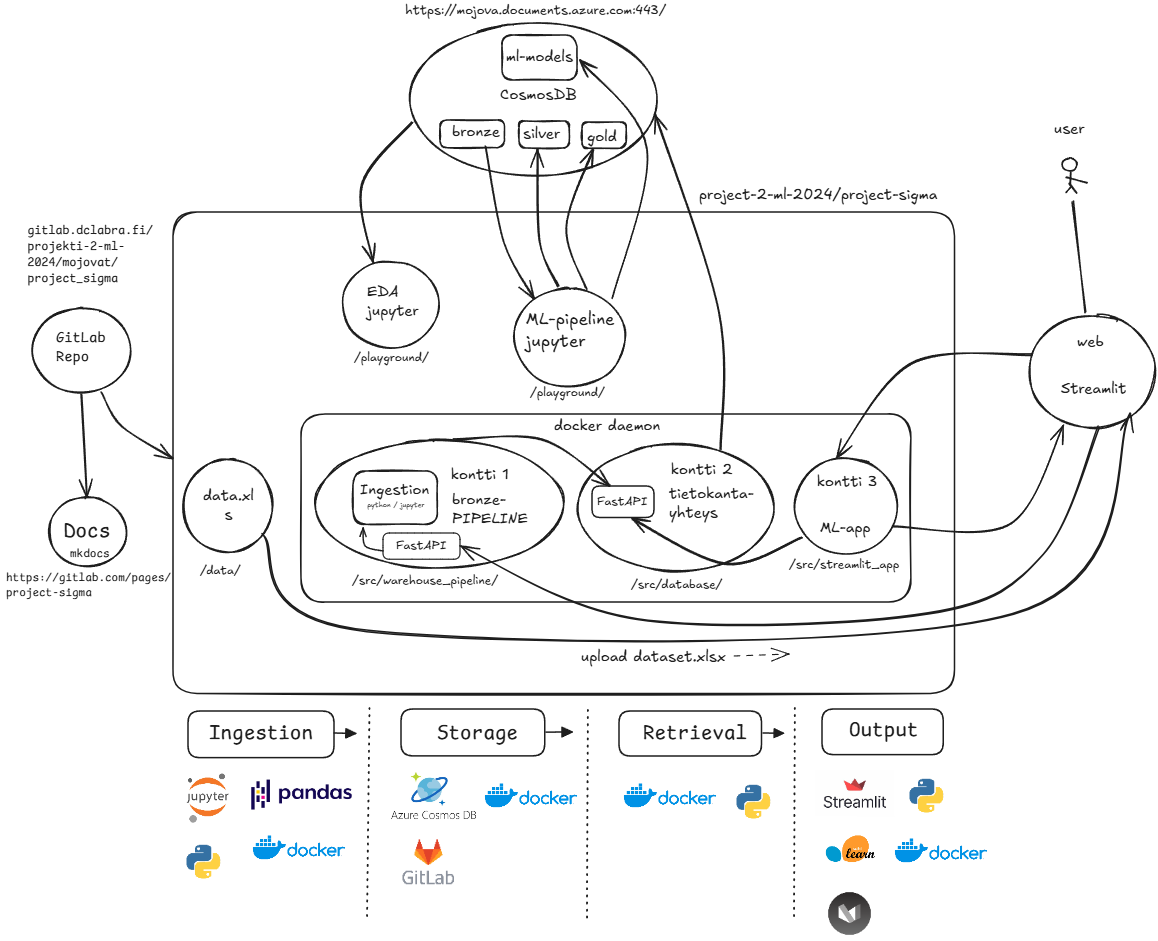 https://mojova.documents.azure.com:443/
ml-models
CosmosDB
bronze
silver
gold
user
project-2-ml-2024/project-sigma
gitlab.dclabra.fi/
projekti-2-ml-
2024/mojovat/
project_sigma
EDA
jupyter
/playground/
ML-pipeline
jupyter
/playground/
GitLab
Repo
web
Streamlit
docker daemon
kontti 1
bronze-
PIPELINE
Ingestion
python / jupyter
FastAPI
/src/warehouse_pipeline/
kontti 2
tietokanta-
yhteys
FastAPI
/src/database/
kontti 3
ML-app
/src/streamlit_app
data.xl
s
/data/
Docs
mkdocs
https://gitlab.com/pages/
project-sigma
upload dataset.xlsx
Ingestion
Storage
Retrieval
Output
jupyter
pandas
docker
Azure Cosmos DB
docker
GitLab
docker
Streamlit
learn
docker